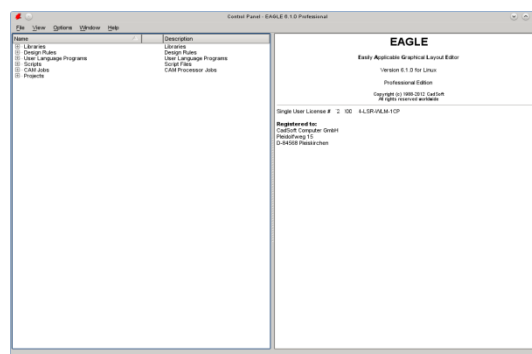 Control Panel - EAGLE 6.1.0 Professional
File View Options Window Help
Name Description
Libraries Libraries
Design Rules Design Rules
User Language Programs User Language Programs
Scripts Script Files
CAM Jobs CAM Processor Jobs
Projects
EAGLE
Easily Applicable Graphical Layout Editor
Version 6.1.0 for Linux
Professional Edition
Copyright (c) 1988-2012 CadSoft
All rights reserved worldwide
Single User License #
Registered to:
CadSoft Computer GmbH
Pleidolfweg 15
D-84568 Pleiskirchen